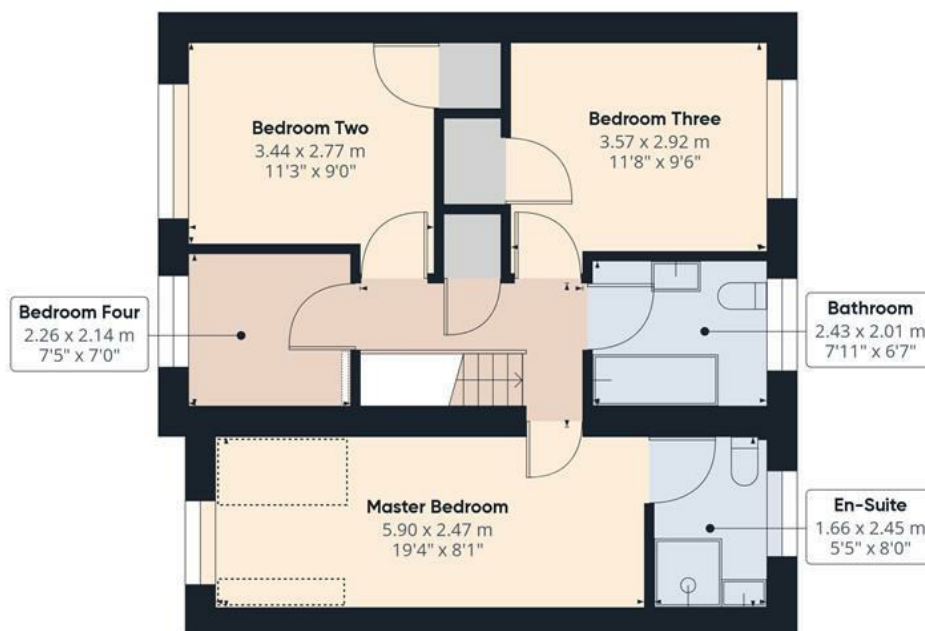 Bedroom Two
3.44 x 2.77 m
11'3" x 9'0"
Bedroom Three
3.57 x 2.92 m
11'8" x 9'6"
Bedroom Four
2.26 x 2.14 m
7'5" x 7'0"
Bathroom
2.43 x 2.01 m
7'11" x 6'7"
Master Bedroom
5.90 x 2.47 m
19'4" x 8'1"
En-Suite
1.66 x 2.45 m
5'5" x 8'0"